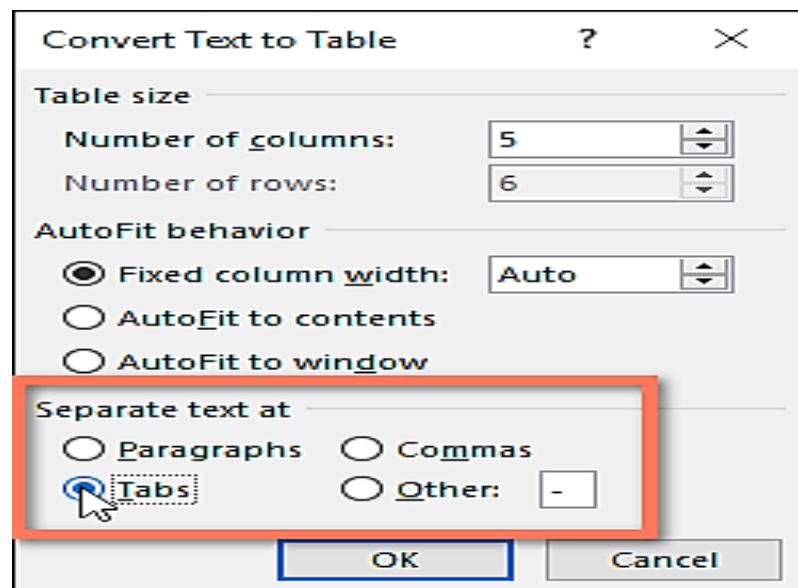 Convert Text to Table ?
Table size
Number of columns: 5
Number of rows: 6
AutoFit behavior
Fixed column width: Auto
AutoFit to contents
AutoFit to window
Separate text at
Paragraphs Commas
Tabs Other: -
OK Cancel